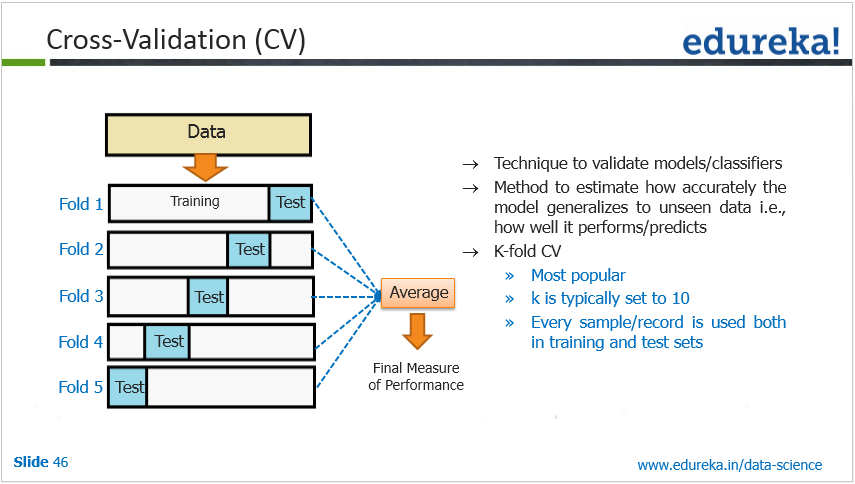 Cross-Validation (CV)
edureka!
Data
Fold 1
Training
Test
Fold 2
Test
Fold 3
Test
Fold 4
Test
Fold 5
Test
Average
Final Measure
of Performance
→ Technique to validate models/classifiers
→ Method to estimate how accurately the
model generalizes to unseen data i.e.,
how well it performs/predicts
→ K-fold CV
» Most popular
» k is typically set to 10
» Every sample/record is used both
in training and test sets
Slide 46
www.edureka.in/data-science